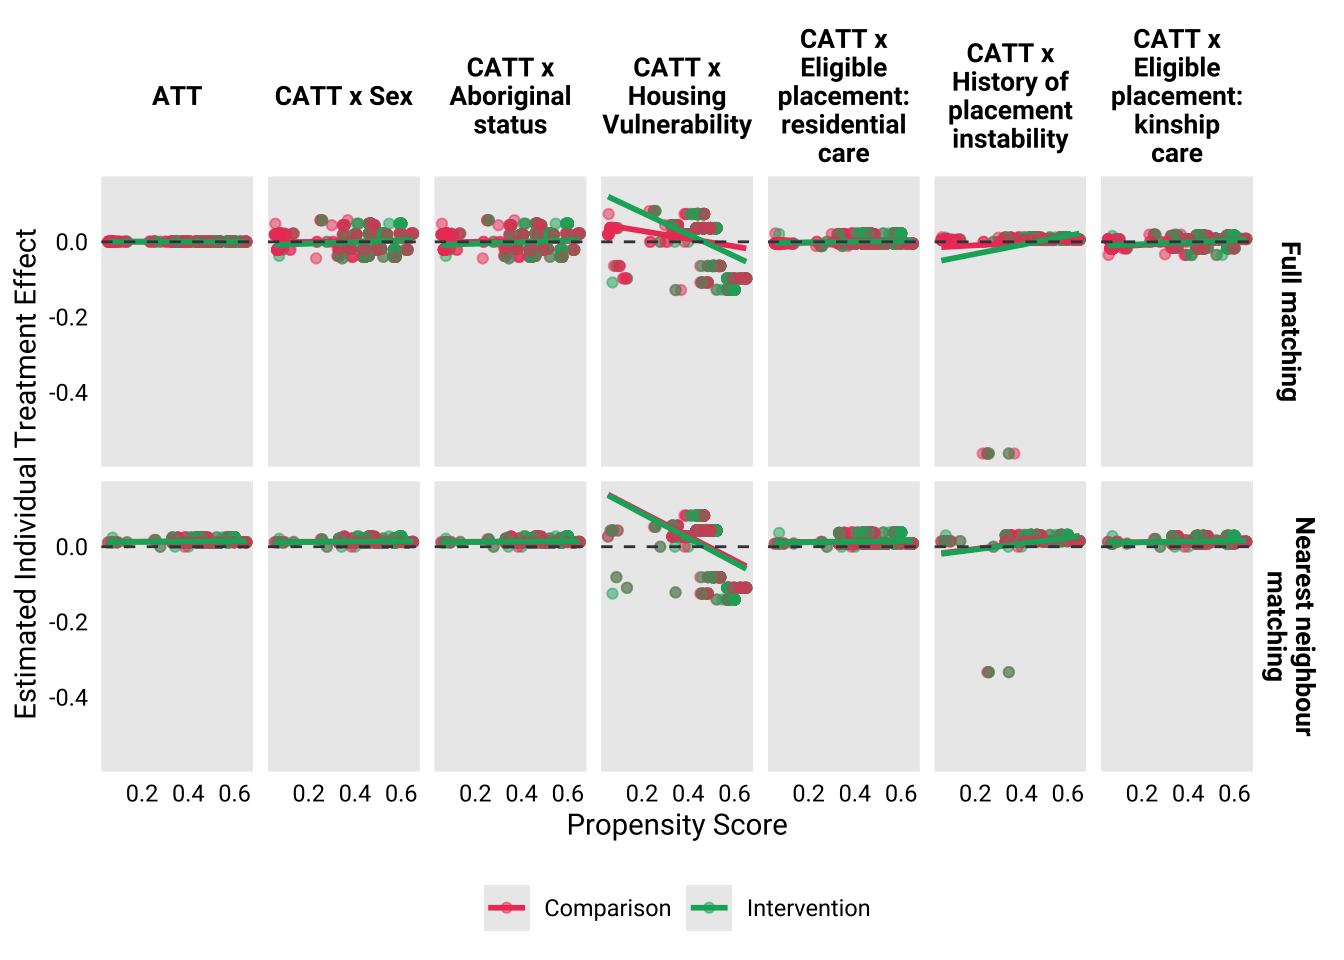 ATT
CATT x Sex
CATT x
Aboriginal
status
CATT x
Housing
Vulnerability
CATT x
Eligible
placement:
residential
care
CATT x
History of
placement
instability
CATT x
Eligible
placement:
kinship
care
Estimated Individual Treatment Effect
0.0
-0.2
-0.4
Full matching
0.0
-0.2
-0.4
Nearest neighbour
matching
0.2 0.4 0.6
0.2 0.4 0.6
0.2 0.4 0.6
0.2 0.4 0.6
0.2 0.4 0.6
0.2 0.4 0.6
0.2 0.4 0.6
Propensity Score
Comparison
Intervention